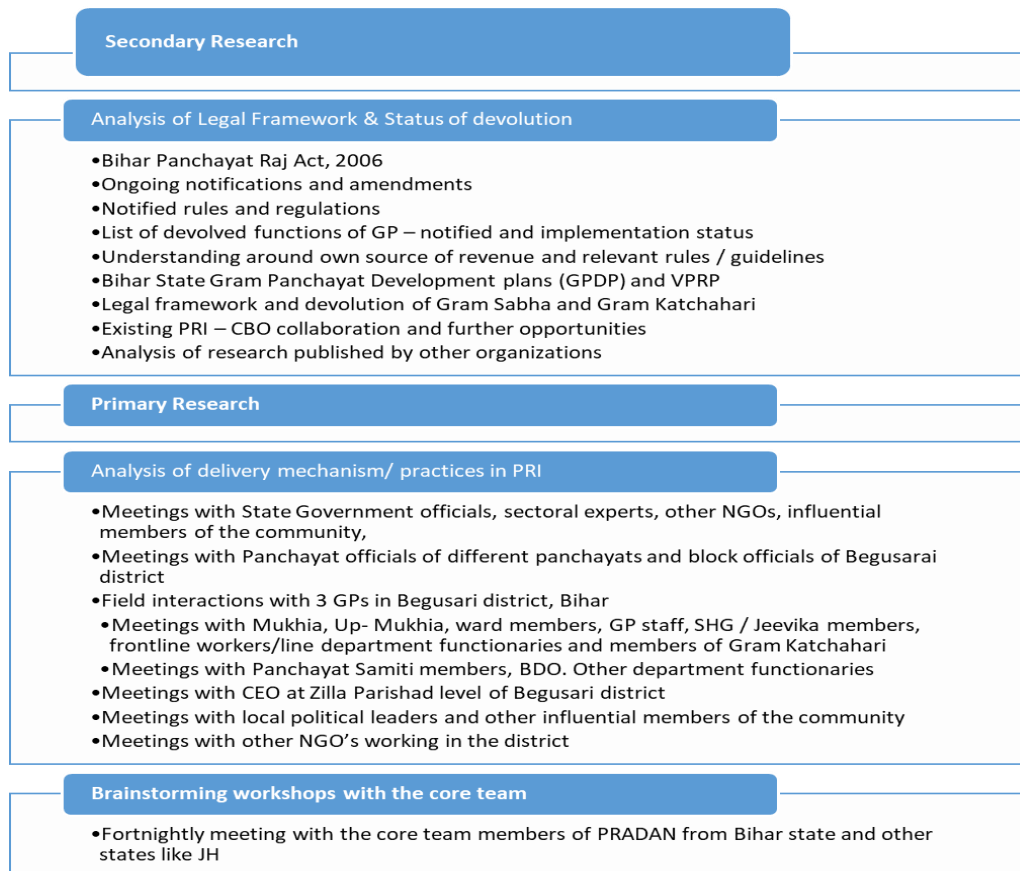 Secondary Research
Analysis of Legal Framework & Status of devolution
•Bihar Panchayat Raj Act, 2006
•Ongoing notifications and amendments
•Notified rules and regulations
•List of devolved functions of GP – notified and implementation status
•Understanding around own source of revenue and relevant rules / guidelines
•Bihar State Gram Panchayat Development plans (GPDP) and VPRP
•Legal framework and devolution of Gram Sabha and Gram Katchahari
•Existing PRI – CBO collaboration and further opportunities
•Analysis of research published by other organizations
Primary Research
Analysis of delivery mechanism/ practices in PRI
•Meetings with State Government officials, sectoral experts, other NGOs, influential
members of the community,
•Meetings with Panchayat officials of different panchayats and block officials of Begusarai
district
•Field interactions with 3 GPs in Begusari district, Bihar
•Meetings with Mukhia, Up- Mukhia, ward members, GP staff, SHG / Jeevika members,
frontline workers/line department functionaries and members of Gram Katchahari
•Meetings with Panchayat Samiti members, BDO. Other department functionaries
•Meetings with CEO at Zilla Parishad level of Begusari district
•Meetings with local political leaders and other influential members of the community
•Meetings with other NGO's working in the district
Brainstorming workshops with the core team
•Fortnightly meeting with the core team members of PRADAN from Bihar state and other
states like JH